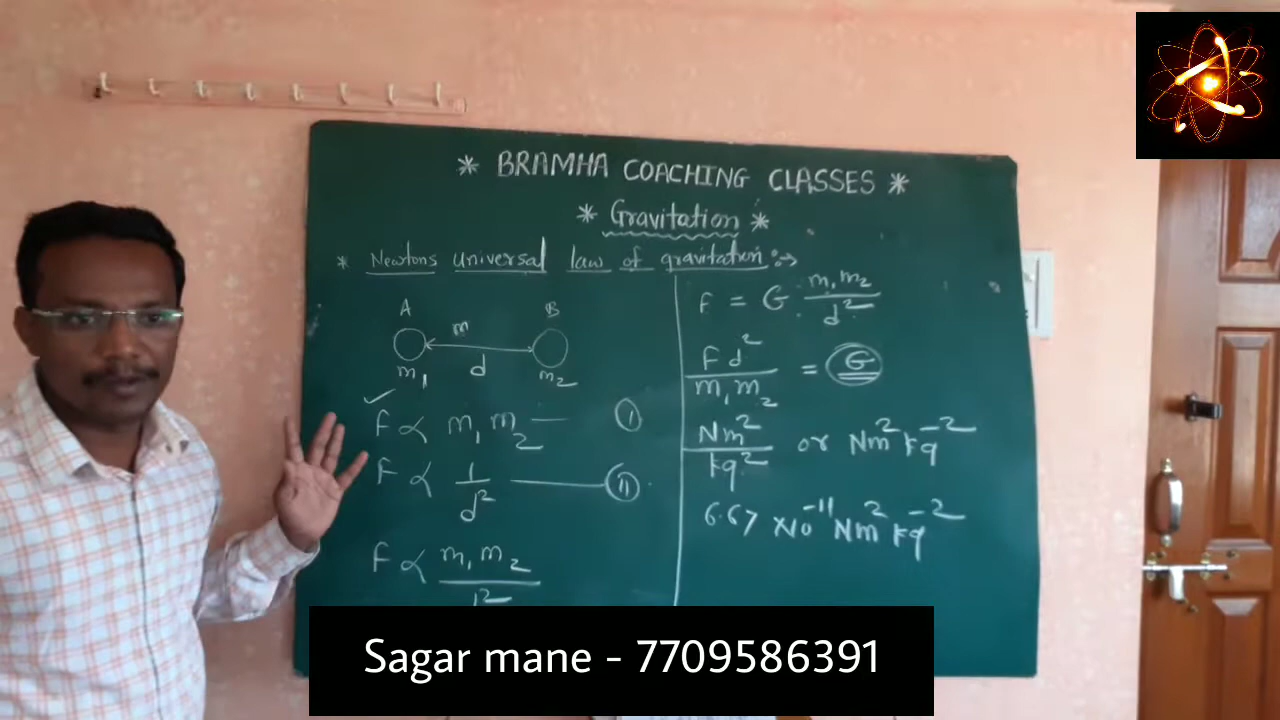 * BRAMHA COACHING CLASSES *
* Gravitation *
* Newtons universal law of gravitation :→
A B
m
m₁ d m₂
F ∝ m₁ m₂ — (I)
F ∝ 1/d² — (II)
F ∝ m₁ m₂ / d²
F = G m₁ m₂ / d²
F d² / m₁ m₂ = G
Nm² / kg² or Nm² kg⁻²
6.67 × 10⁻¹¹ Nm² kg⁻²
Sagar mane - 7709586391